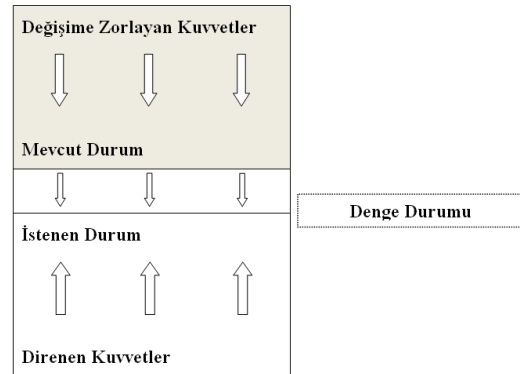 Değişime Zorlayan Kuvvetler
Mevcut Durum
Denge Durumu
İstenen Durum
Direnen Kuvvetler